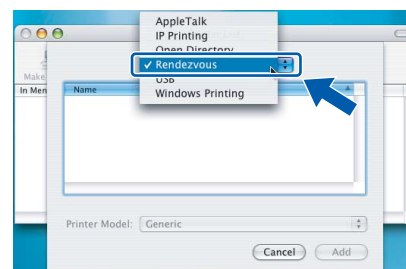 AppleTalk
IP Printing
Open Directory
✓ Rendezvous
USB
Windows Printing
Make
In Men
Name
Printer Model: Generic
Cancel Add